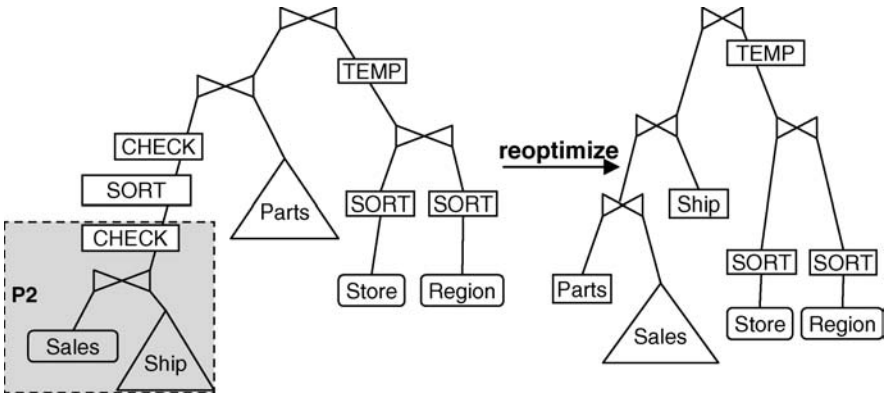 TEMP
CHECK
SORT
CHECK
Parts
SORT SORT
Store Region
P2
Sales
Ship
reoptimize
TEMP
Ship
Parts
Sales
SORT SORT
Store Region